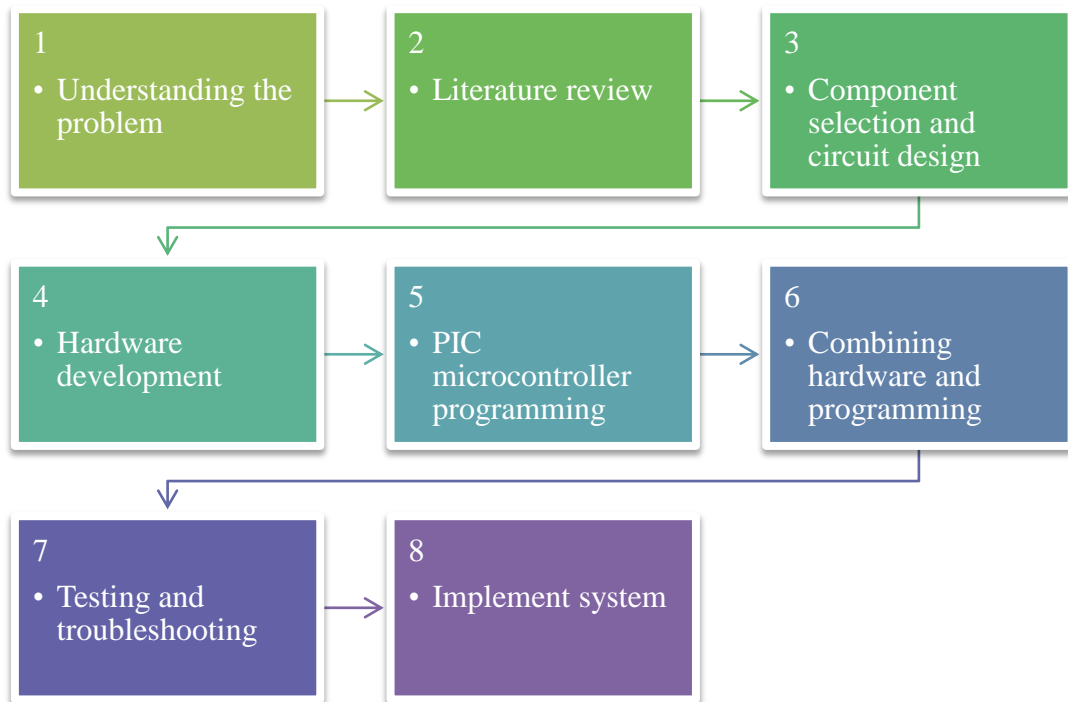 1
• Understanding the
problem
2
• Literature review
3
• Component
selection and
circuit design
4
• Hardware
development
5
• PIC
microcontroller
programming
6
• Combining
hardware and
programming
7
• Testing and
troubleshooting
8
• Implement system